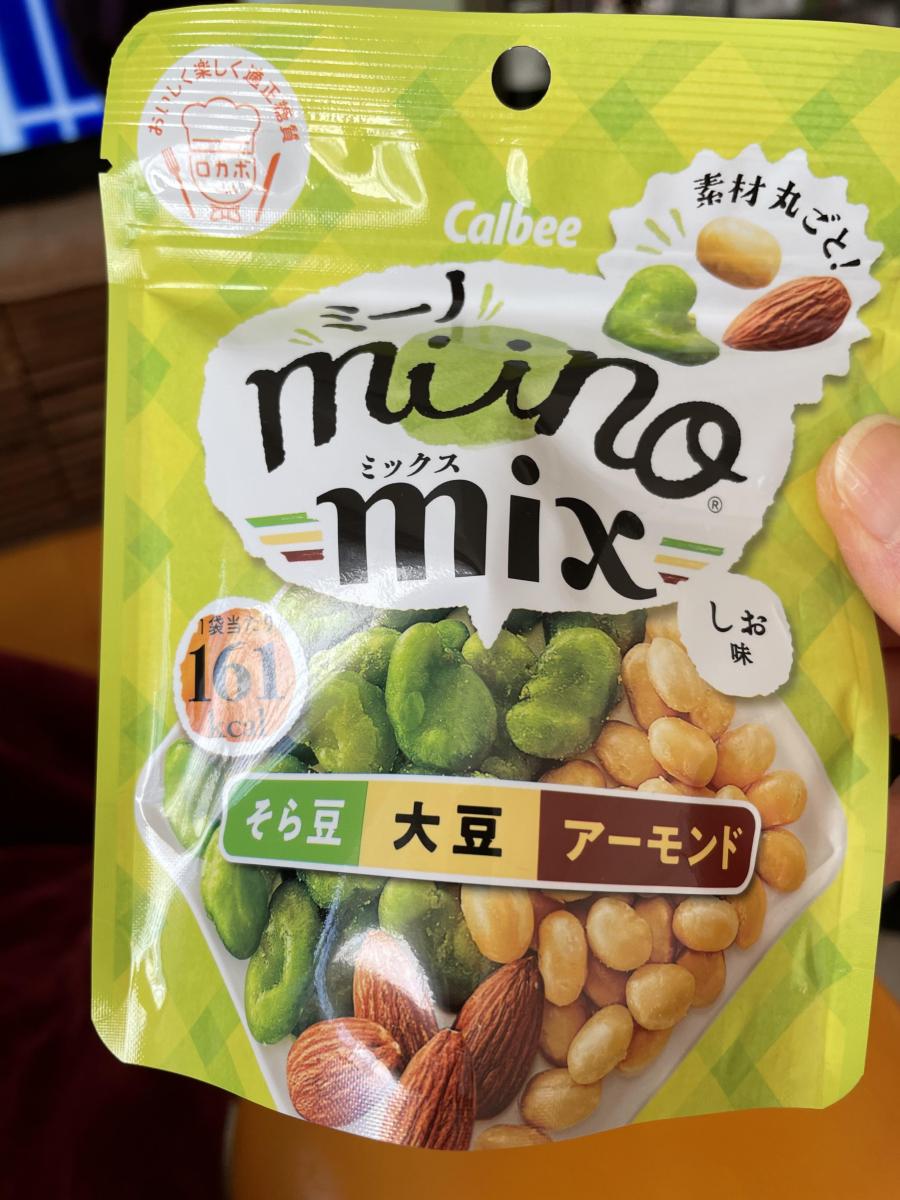 おいしく楽しく適正糖質
ロカボ
Calbee
素材丸ごと!
ミーノ
miino
ミックス
mix
®
しお味
1袋当たり
161
kcal
そら豆 大豆 アーモンド